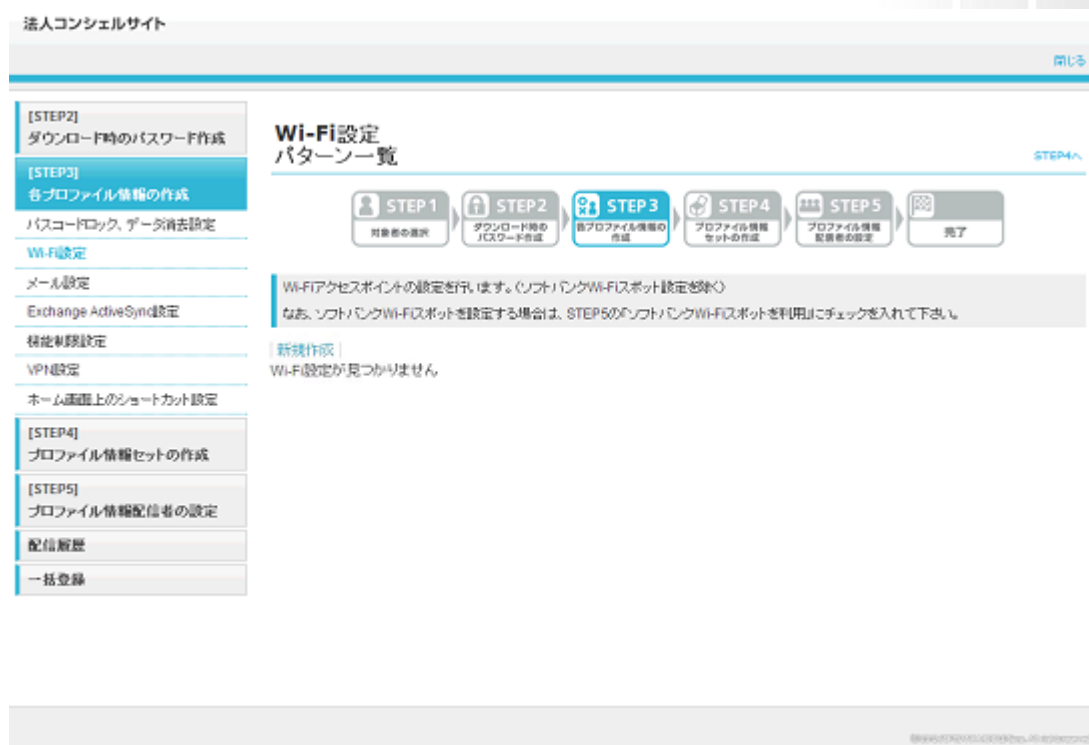 法人コンシェルサイト
閉じる
[STEP2]
ダウンロード時のパスワード作成
[STEP3]
各プロファイル情報の作成
パスコードロック、データ消去設定
Wi-Fi設定
メール設定
Exchange ActiveSync設定
機能制限設定
VPN設定
ホーム画面上のショートカット設定
[STEP4]
プロファイル情報セットの作成
[STEP5]
プロファイル情報配信者の設定
配信履歴
一括登録
Wi-Fi設定
パターン一覧
STEP4へ
STEP1
対象者の選択
STEP2
ダウンロード時の
パスワード作成
STEP3
各プロファイル情報の
作成
STEP4
プロファイル情報
セットの作成
STEP5
プロファイル情報
配信者の設定
完了
Wi-Fiアクセスポイントの設定を行います。(ソフトバンクWi-Fiスポット設定を除く)
なお、ソフトバンクWi-Fiスポットを設定する場合は、STEP5の「ソフトバンクWi-Fiスポットを利用」にチェックを入れて下さい。
新規作成
Wi-Fi設定が見つかりません